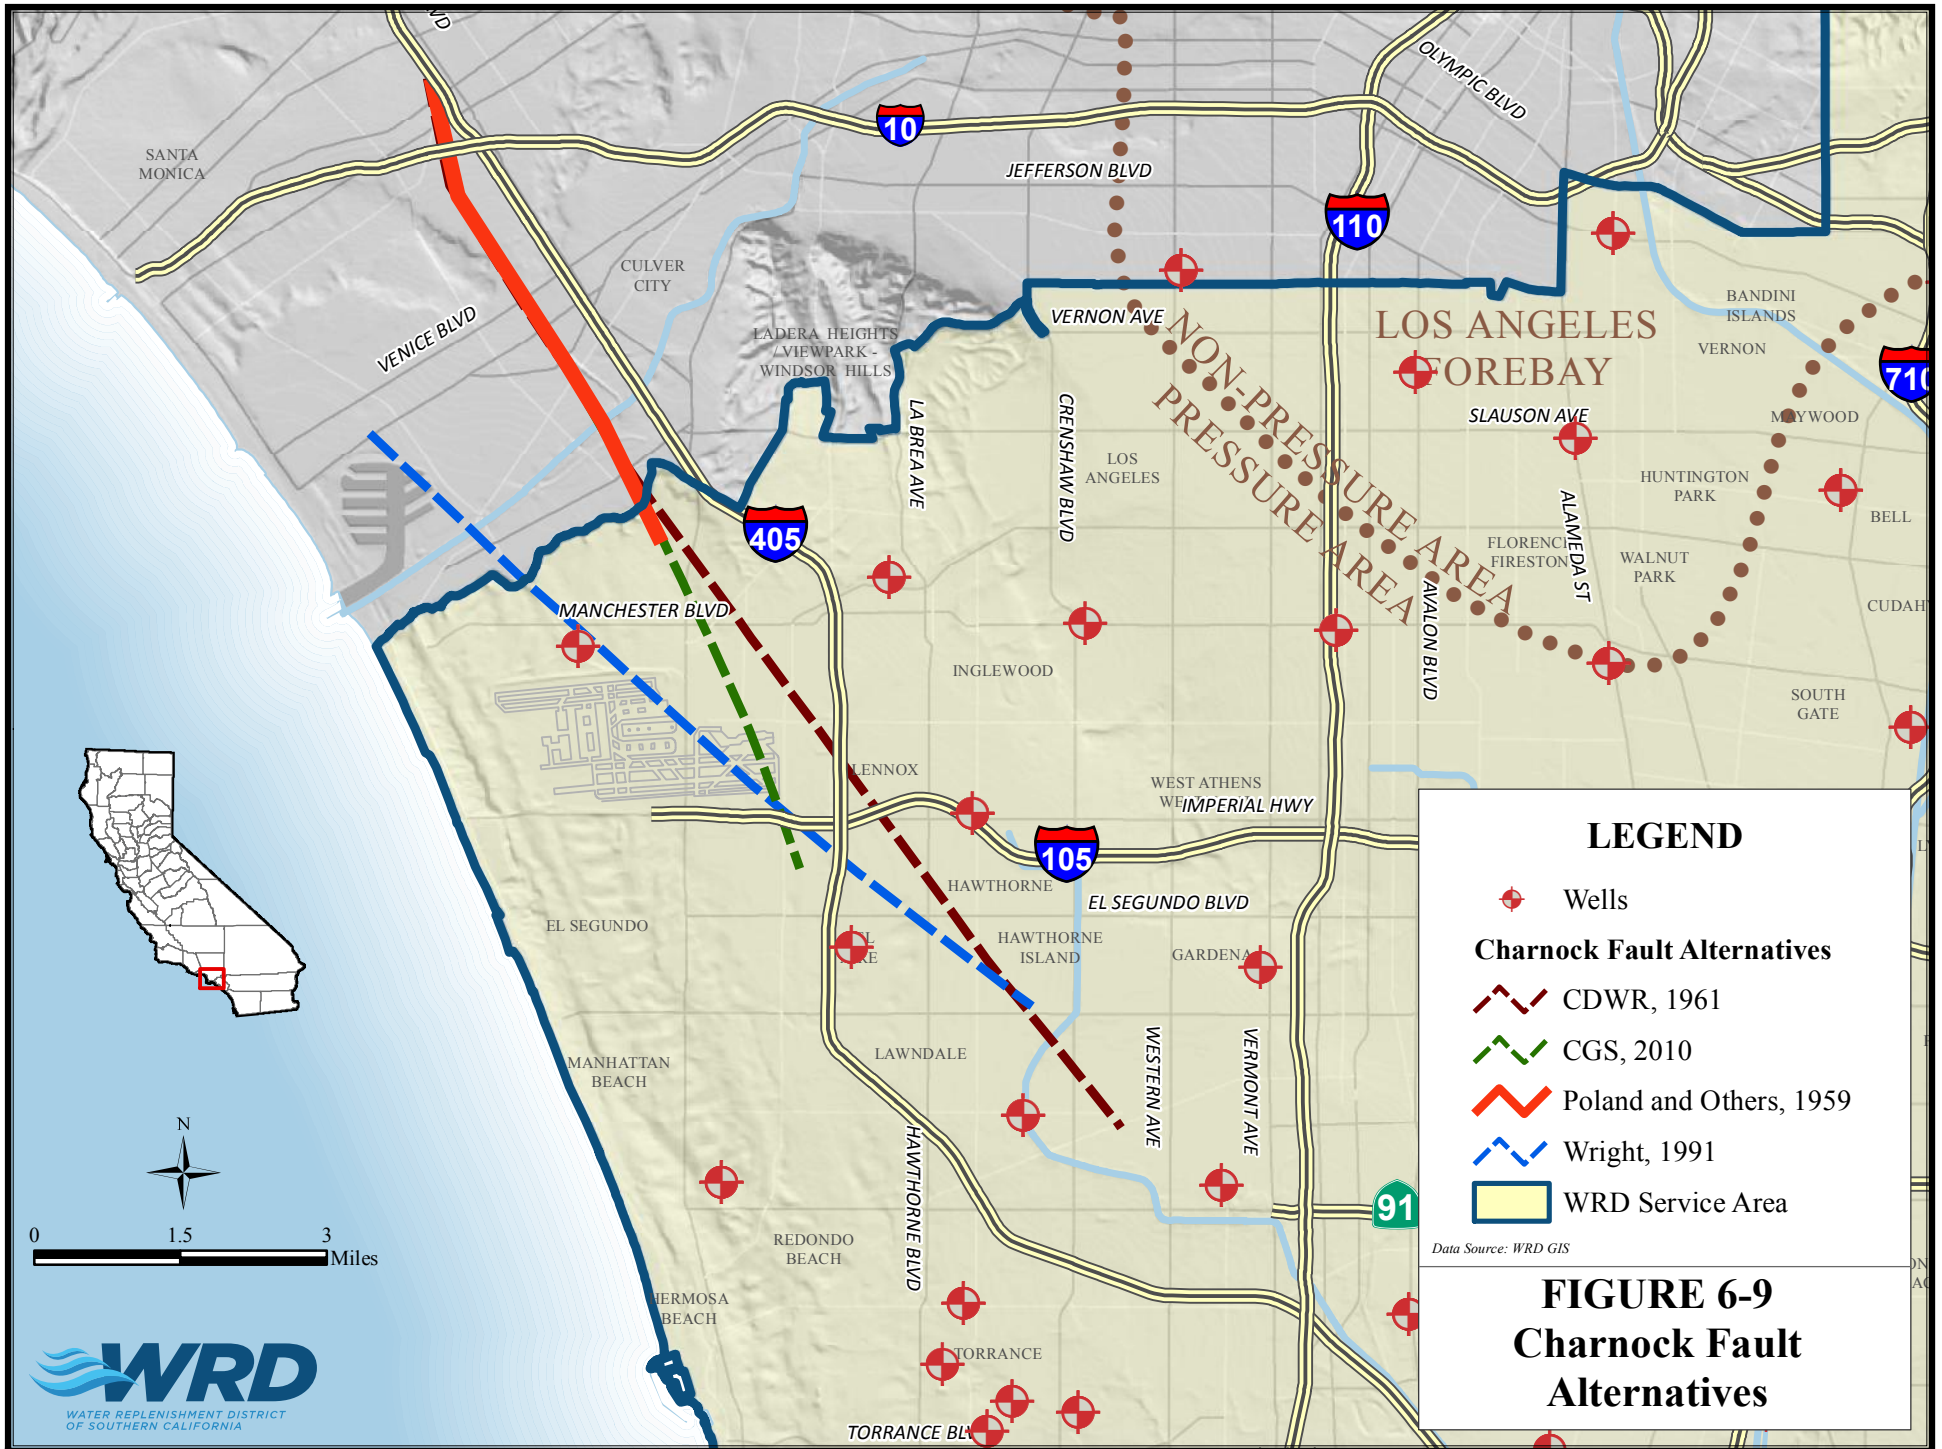 SANTA
MONICA
10
OLYMPIC BLVD
JEFFERSON BLVD
110
CULVER
CITY
VENICE BLVD
LADERA HEIGHTS
/ VIEWPARK -
WINDSOR HILLS
VERNON AVE
LOS ANGELES
FOREBAY
BANDINI
ISLANDS
VERNON
710
NON-PRESSURE AREA
PRESSURE AREA
SLAUSON AVE
MAYWOOD
LA BREA AVE
CRENSHAW BLVD
LOS
ANGELES
HUNTINGTON
PARK
BELL
405
ALAMEDA ST
WALNUT
PARK
MANCHESTER BLVD
AVALON BLVD
INGLEWOOD
SOUTH
GATE
LENNOX
WEST ATHENS
IMPERIAL HWY
105
HAWTHORNE
EL SEGUNDO BLVD
EL SEGUNDO
HAWTHORNE
ISLAND
GARDENA
LAWNDALE
MANHATTAN
BEACH
WESTERN AVE
VERMONT AVE
HAWTHORNE BLVD
91
REDONDO
BEACH
BEACH
TORRANCE
N
0 1.5 3
Miles
WRD
WATER REPLENISHMENT DISTRICT
OF SOUTHERN CALIFORNIA
LEGEND
Wells
Charnock Fault Alternatives
CDWR, 1961
CGS, 2010
Poland and Others, 1959
Wright, 1991
WRD Service Area
Data Source: WRD GIS
FIGURE 6-9
Charnock Fault
Alternatives